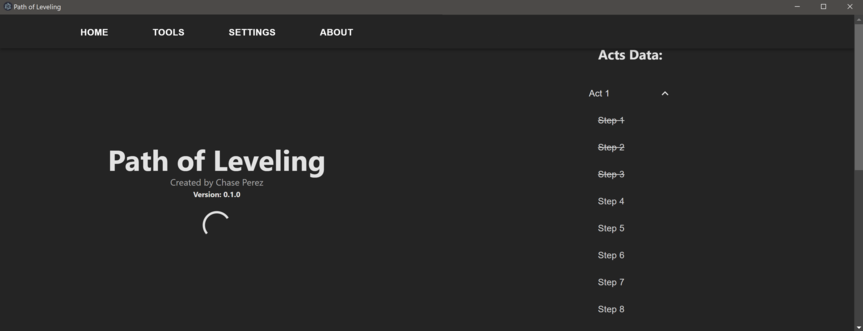 Path of Leveling
HOME TOOLS SETTINGS ABOUT
Path of Leveling
Created by Chase Perez
Version: 0.1.0
Acts Data:
Act 1
Step 1
Step 2
Step 3
Step 4
Step 5
Step 6
Step 7
Step 8